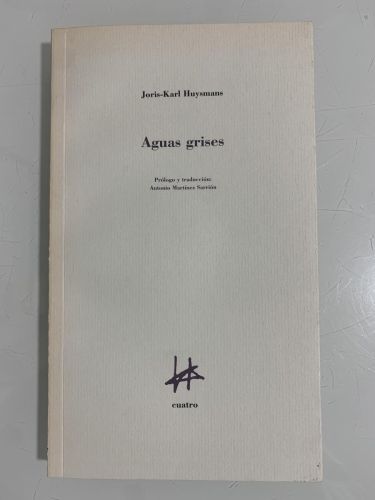 Joris-Karl Huysmans
Aguas grises
Prólogo y traducción:
Antonio Martínez Sarrión
cuatro